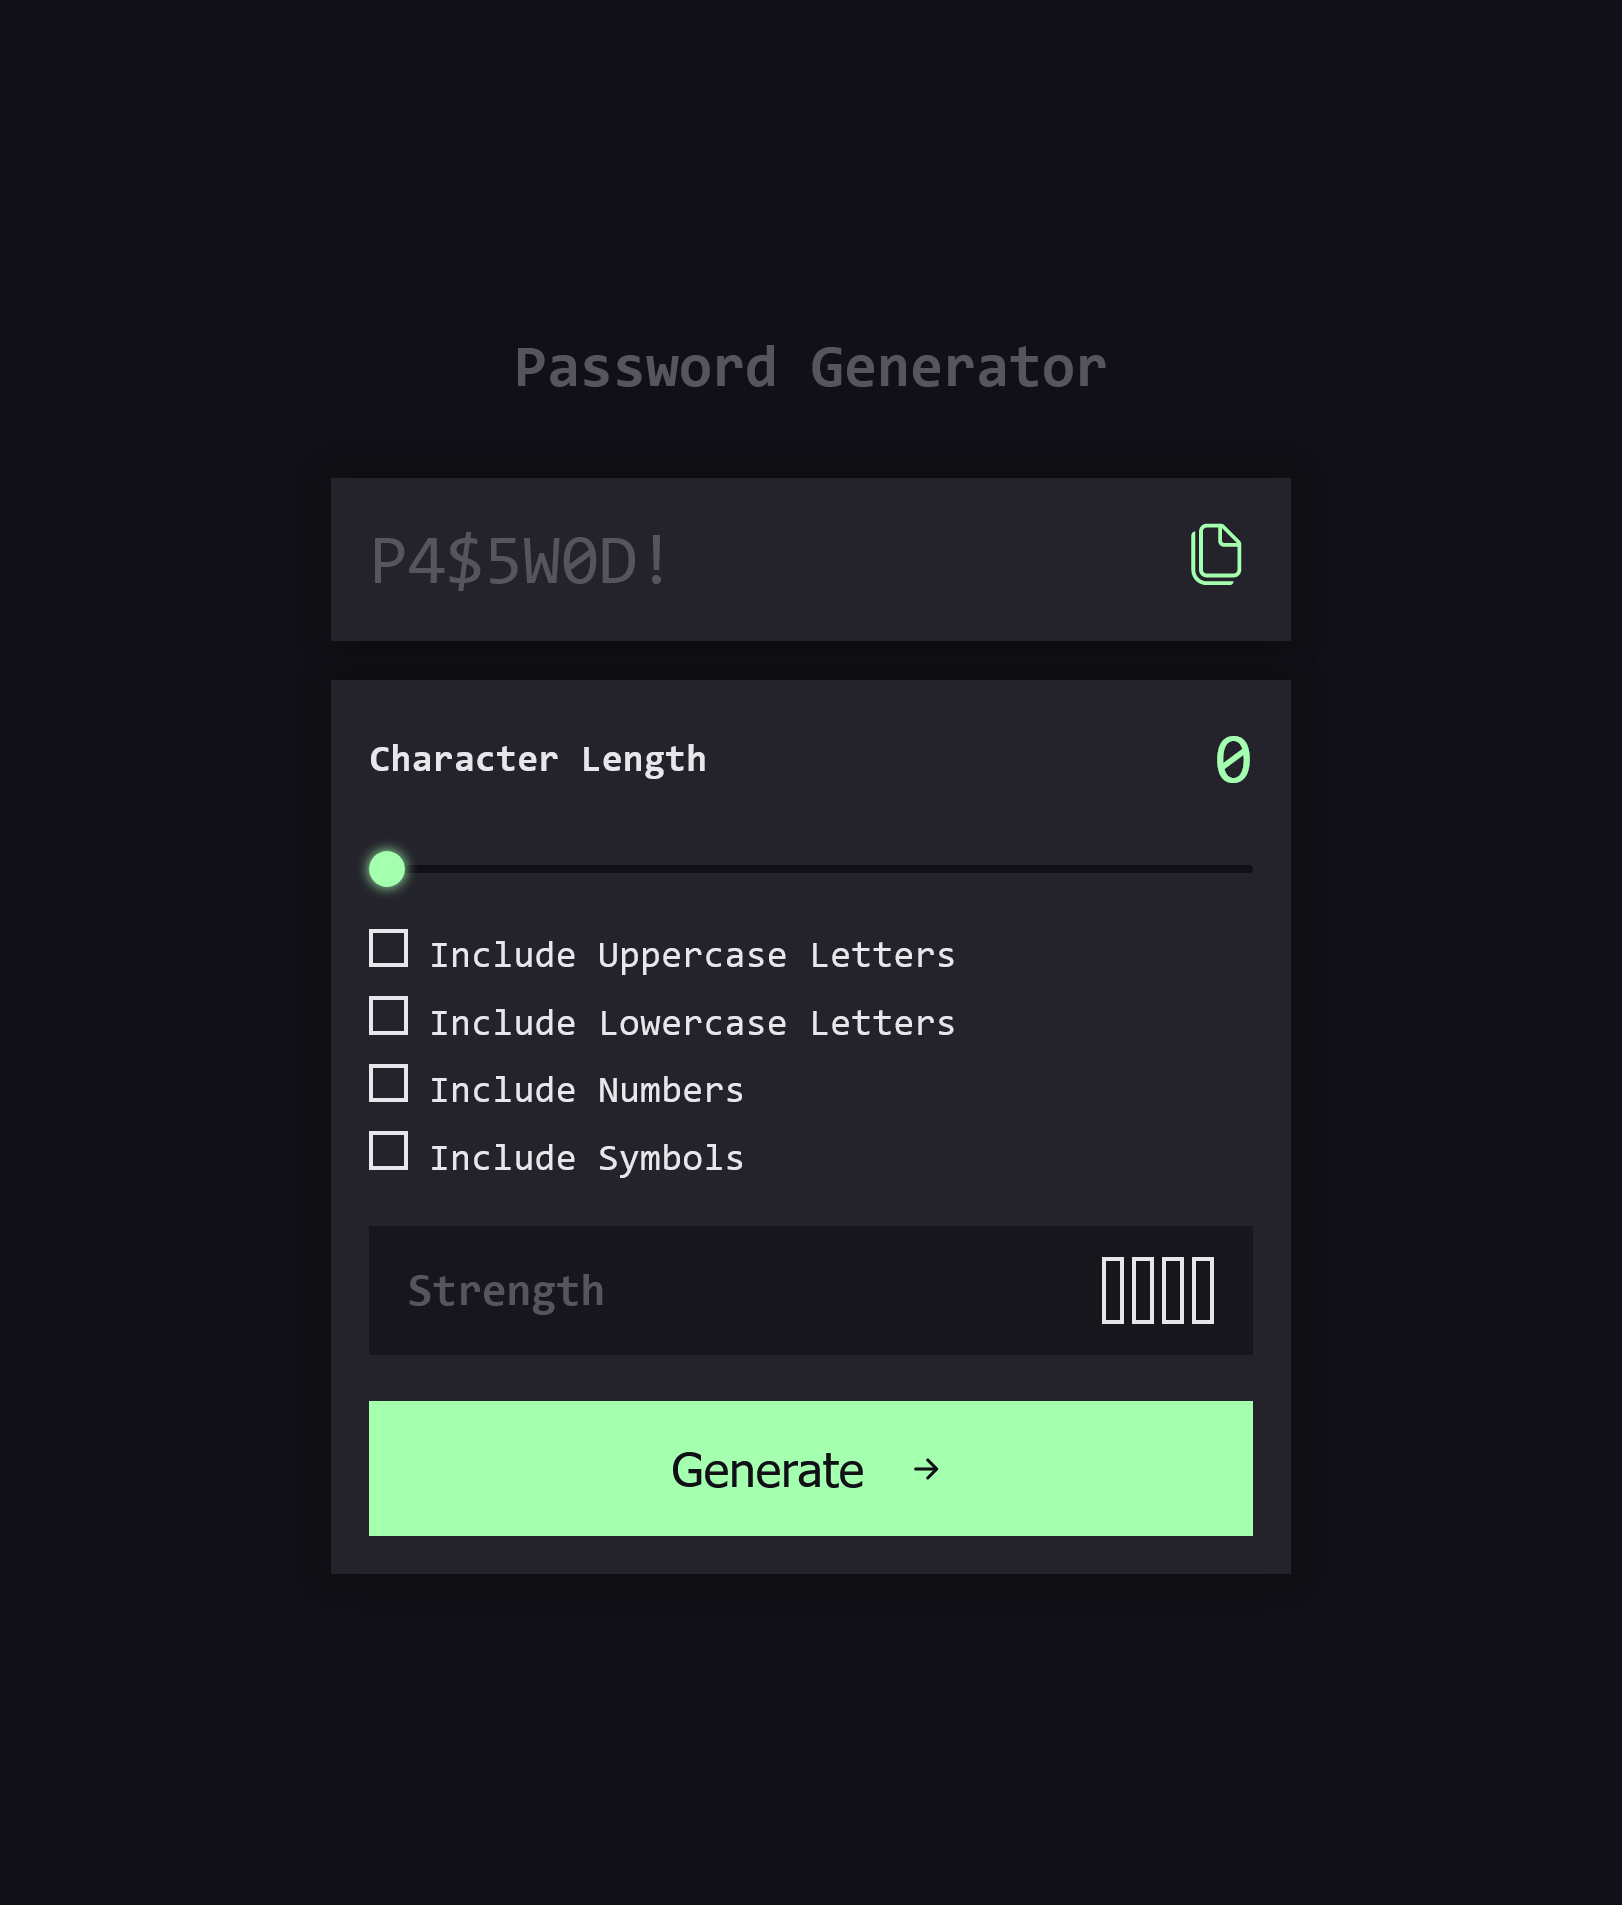 Password Generator
P4$5W0D!
Character Length
0
Include Uppercase Letters
Include Lowercase Letters
Include Numbers
Include Symbols
Strength
Generate →